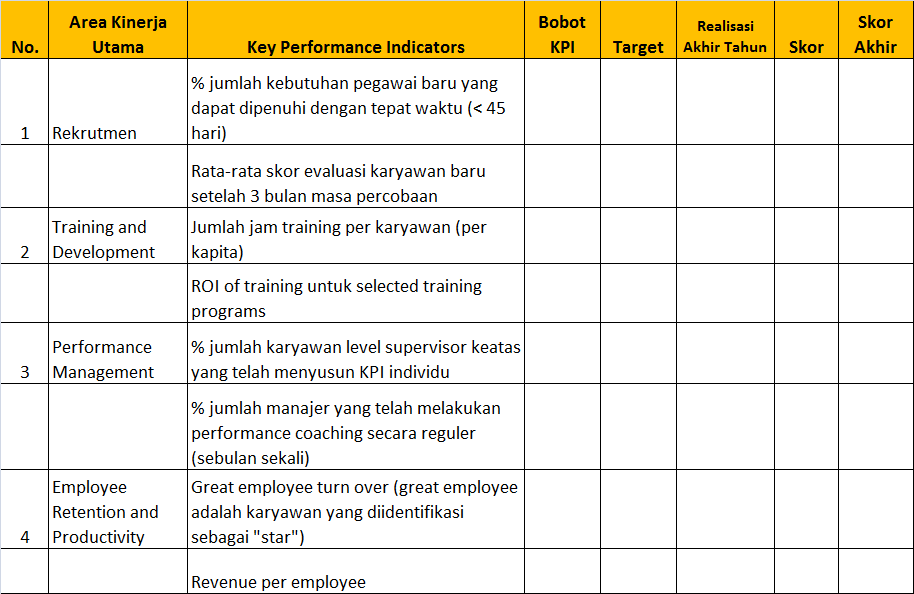 No.
Area Kinerja
Utama
Key Performance Indicators
Bobot
KPI
Target
Realisasi
Akhir Tahun
Skor
Skor
Akhir
1
Rekrutmen
% jumlah kebutuhan pegawai baru yang
dapat dipenuhi dengan tepat waktu (< 45
hari)
Rata-rata skor evaluasi karyawan baru
setelah 3 bulan masa percobaan
2
Training and
Development
Jumlah jam training per karyawan (per
kapita)
ROI of training untuk selected training
programs
3
Performance
Management
% jumlah karyawan level supervisor keatas
yang telah menyusun KPI individu
% jumlah manajer yang telah melakukan
performance coaching secara reguler
(sebulan sekali)
4
Employee
Retention and
Productivity
Great employee turn over (great employee
adalah karyawan yang diidentifikasi
sebagai "star")
Revenue per employee